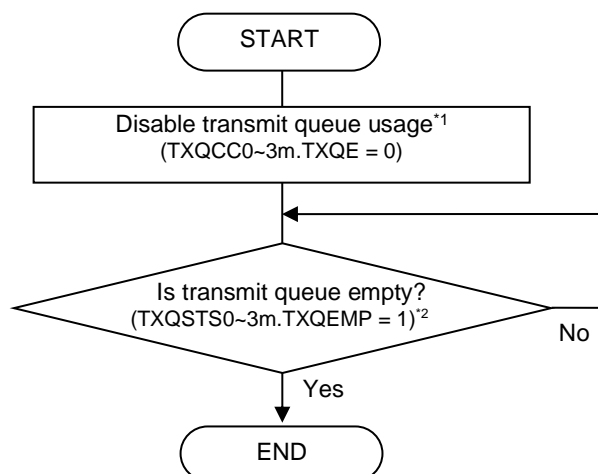 START
Disable transmit queue usage*1
(TXQCC0~3m.TXQE = 0)
Is transmit queue empty?
(TXQSTS0~3m.TXQEMP = 1)*2
No
Yes
END